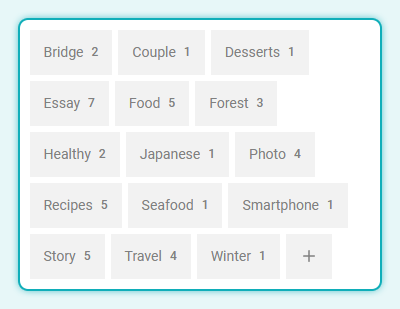 Bridge 2 Couple 1 Desserts 1
Essay 7 Food 5 Forest 3
Healthy 2 Japanese 1 Photo 4
Recipes 5 Seafood 1 Smartphone 1
Story 5 Travel 4 Winter 1 +